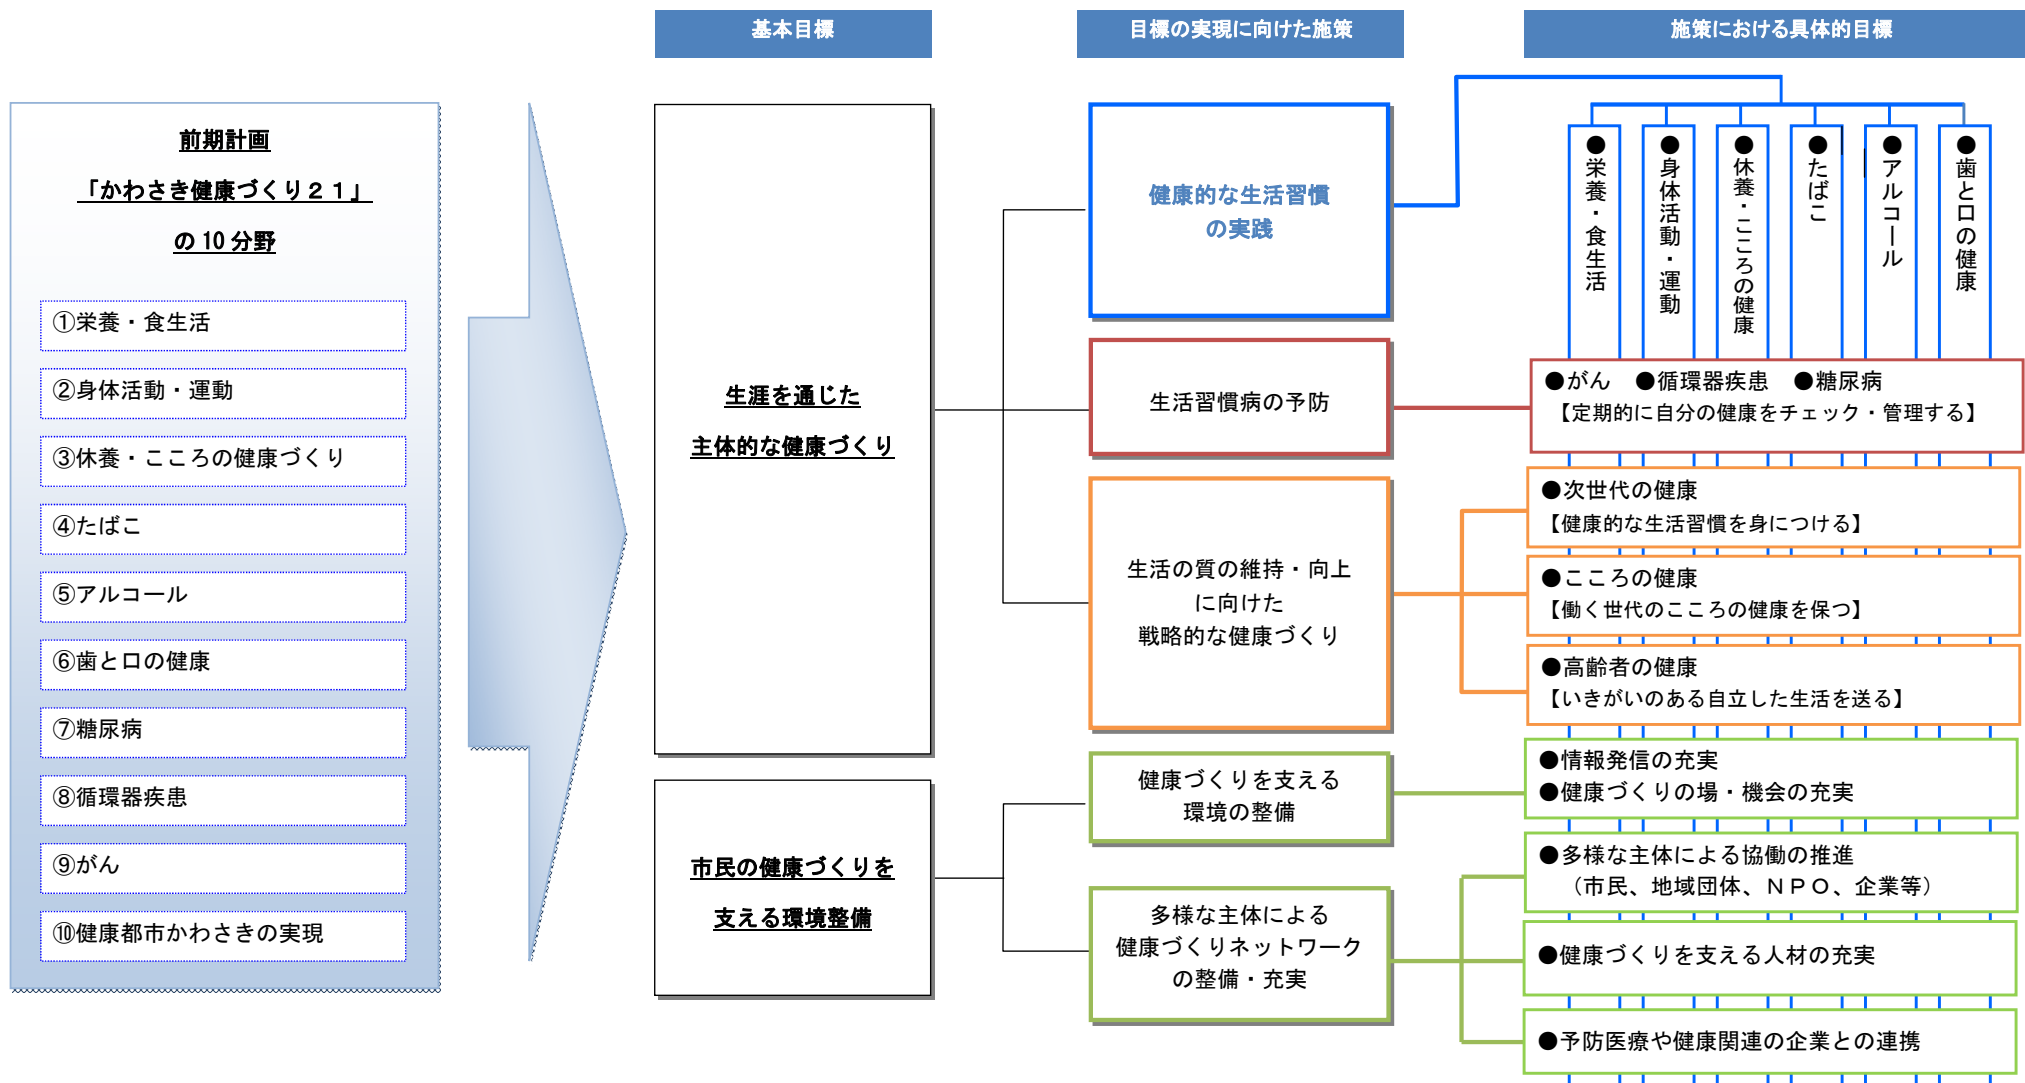 基本目標
目標の実現に向けた施策
施策における具体的目標
前期計画
「かわさき健康づくり２１」
の 10 分野
①栄養・食生活
②身体活動・運動
③休養・こころの健康づくり
④たばこ
⑤アルコール
⑥歯と口の健康
⑦糖尿病
⑧循環器疾患
⑨がん
⑩健康都市かわさきの実現
生涯を通じた
主体的な健康づくり
市民の健康づくりを
支える環境整備
健康的な生活習慣
の実践
生活習慣病の予防
生活の質の維持・向上
に向けた
戦略的な健康づくり
健康づくりを支える
環境の整備
多様な主体による
健康づくりネットワーク
の整備・充実
●栄養・食生活
●身体活動・運動
●休養・こころの健康
●たばこ
●アルコール
●歯と口の健康
●がん　●循環器疾患　●糖尿病
【定期的に自分の健康をチェック・管理する】
●次世代の健康
【健康的な生活習慣を身につける】
●こころの健康
【働く世代のこころの健康を保つ】
●高齢者の健康
【いきがいのある自立した生活を送る】
●情報発信の充実
●健康づくりの場・機会の充実
●多様な主体による協働の推進
（市民、地域団体、ＮＰＯ、企業等）
●健康づくりを支える人材の充実
●予防医療や健康関連の企業との連携